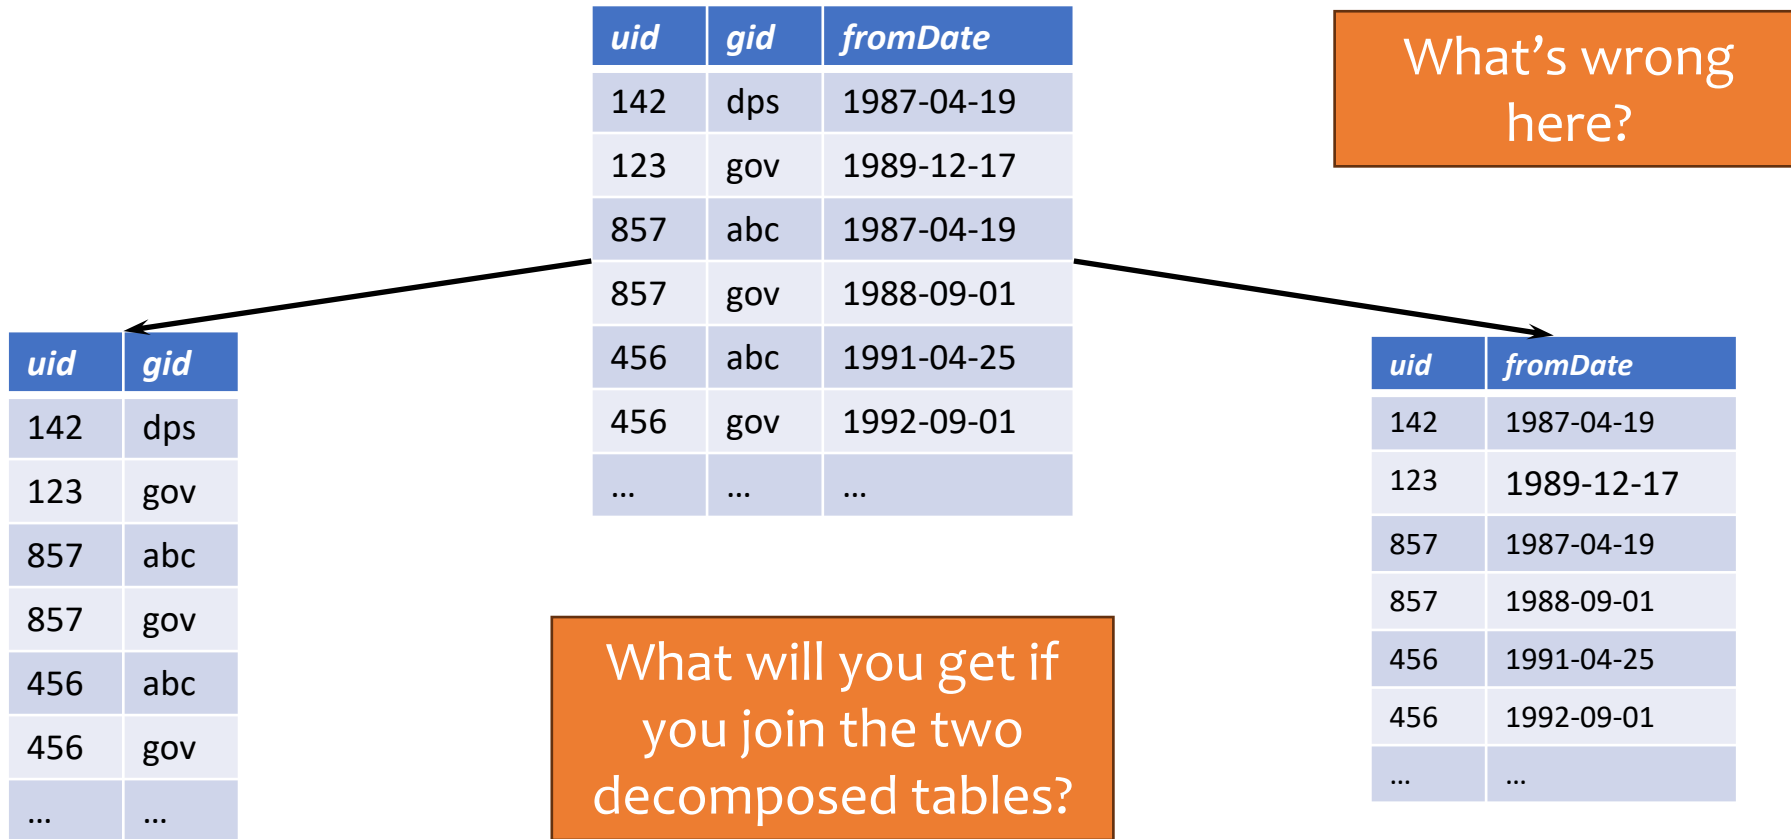 uid gid fromDate
142 dps 1987-04-19
123 gov 1989-12-17
857 abc 1987-04-19
857 gov 1988-09-01
456 abc 1991-04-25
456 gov 1992-09-01
... ... ...
What's wrong
here?
uid gid
142 dps
123 gov
857 abc
857 gov
456 abc
456 gov
... ...
What will you get if
you join the two
decomposed tables?
uid fromDate
142 1987-04-19
123 1989-12-17
857 1987-04-19
857 1988-09-01
456 1991-04-25
456 1992-09-01
... ...